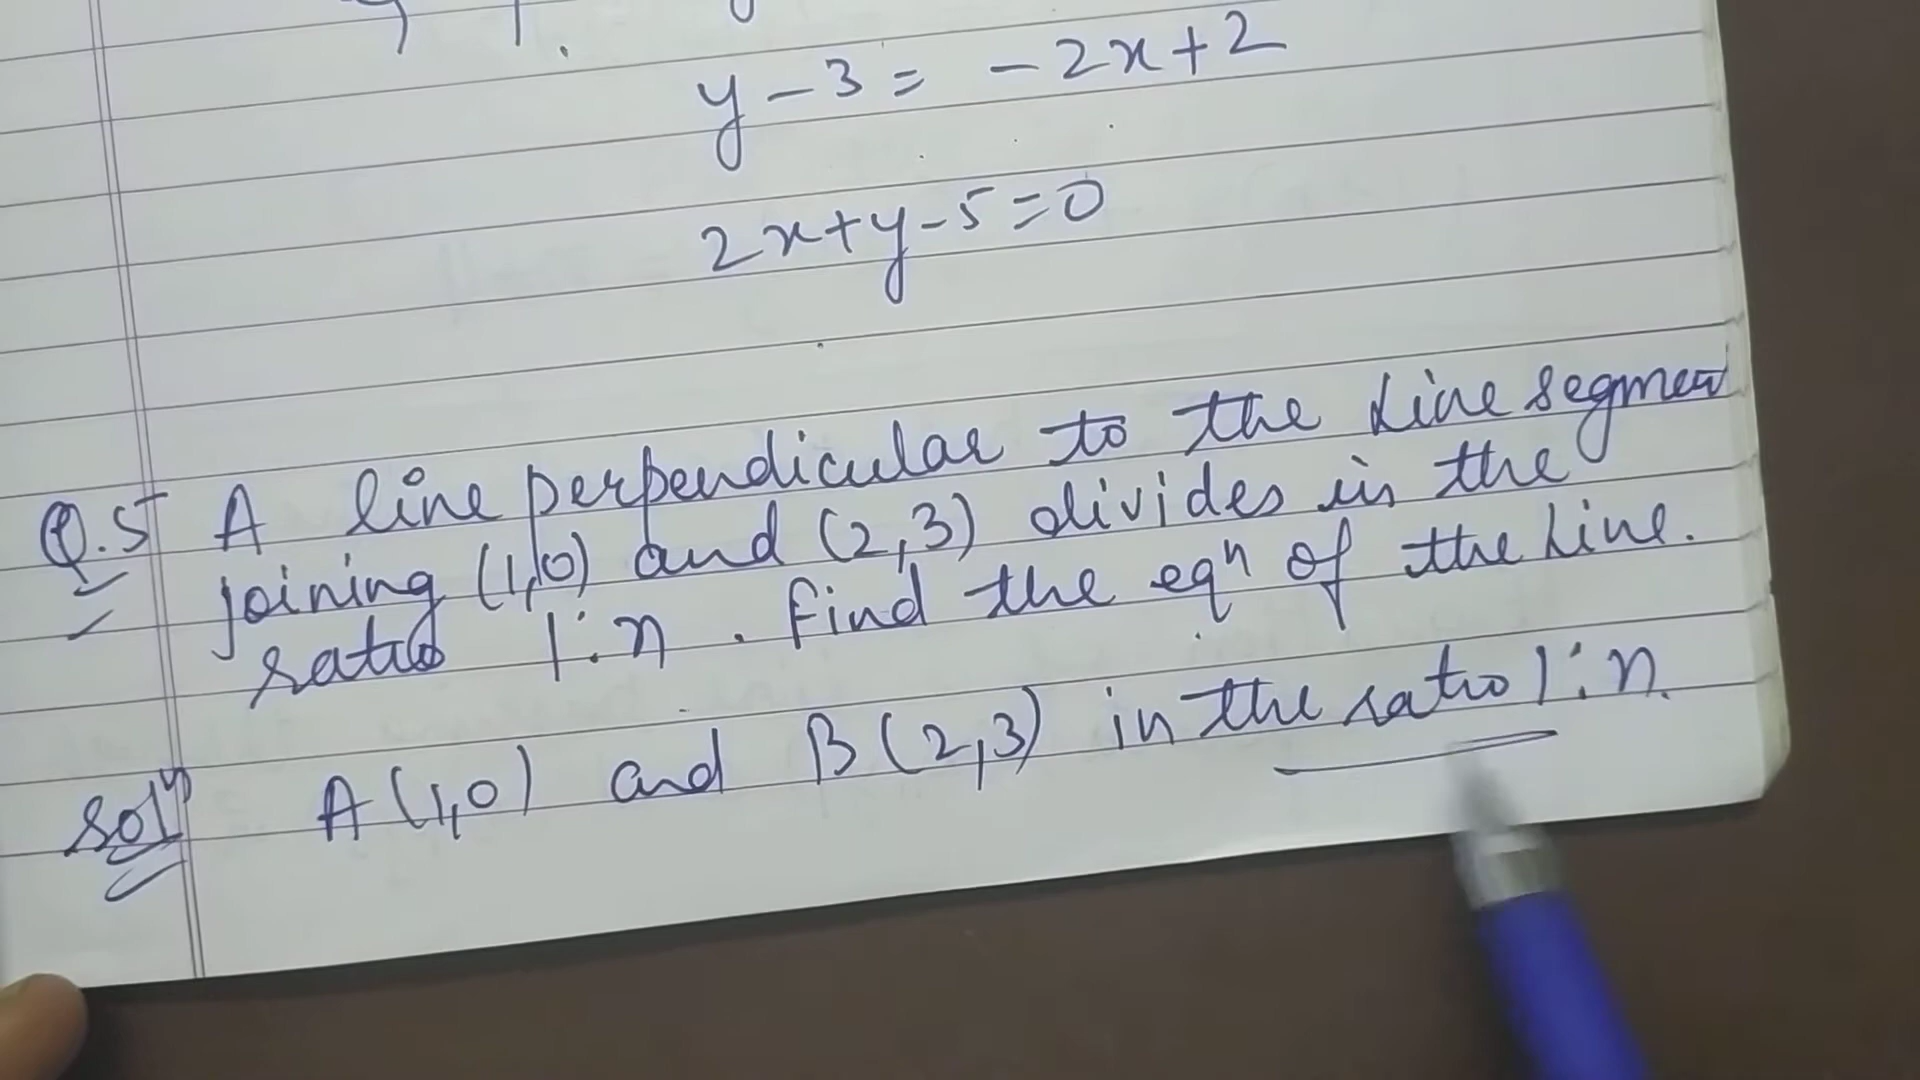 y - 3 = - 2x + 2
2x + y - 5 = 0
Q.5 A line perpendicular to the Line segmen
joining (1,0) and (2,3) divides in the
ratio 1:n . Find the eqⁿ of the Line.
Solⁿ A(1,0) and B(2,3) in the ratio 1:n.